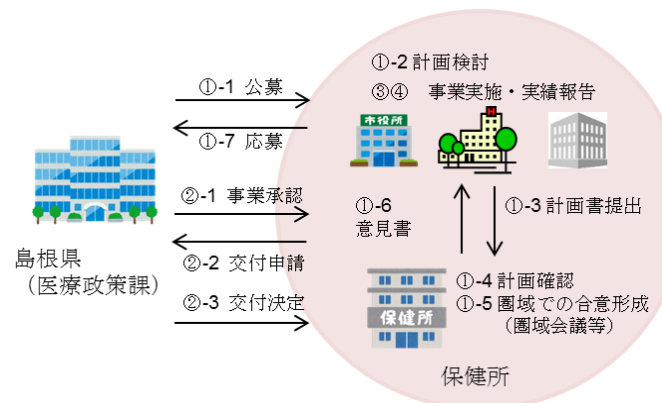 ①-1 公募
①-7 応募
②-1 事業承認
②-2 交付申請
②-3 交付決定
島根県
（医療政策課）
①-2 計画検討
③④ 事業実施・実績報告
市役所
H
①-6
意見書
①-3 計画書提出
①-4 計画確認
①-5 圏域での合意形成
（圏域会議等）
保健所
保健所